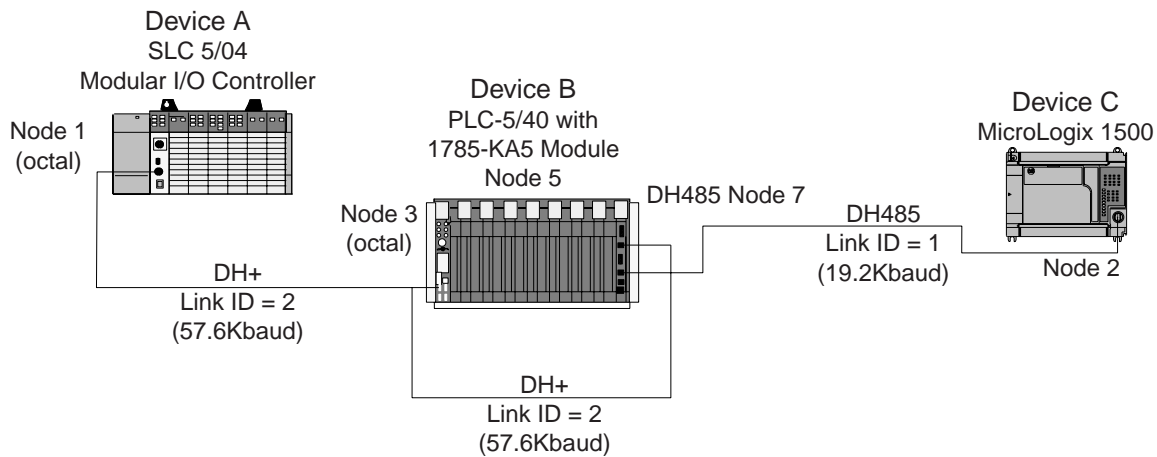 Device A
SLC 5/04
Modular I/O Controller
Node 1
(octal)
DH+
Link ID = 2
(57.6Kbaud)
Device B
PLC-5/40 with
1785-KA5 Module
Node 5
Node 3
(octal)
DH485 Node 7
DH+
Link ID = 2
(57.6Kbaud)
DH485
Link ID = 1
(19.2Kbaud)
Device C
MicroLogix 1500
Node 2